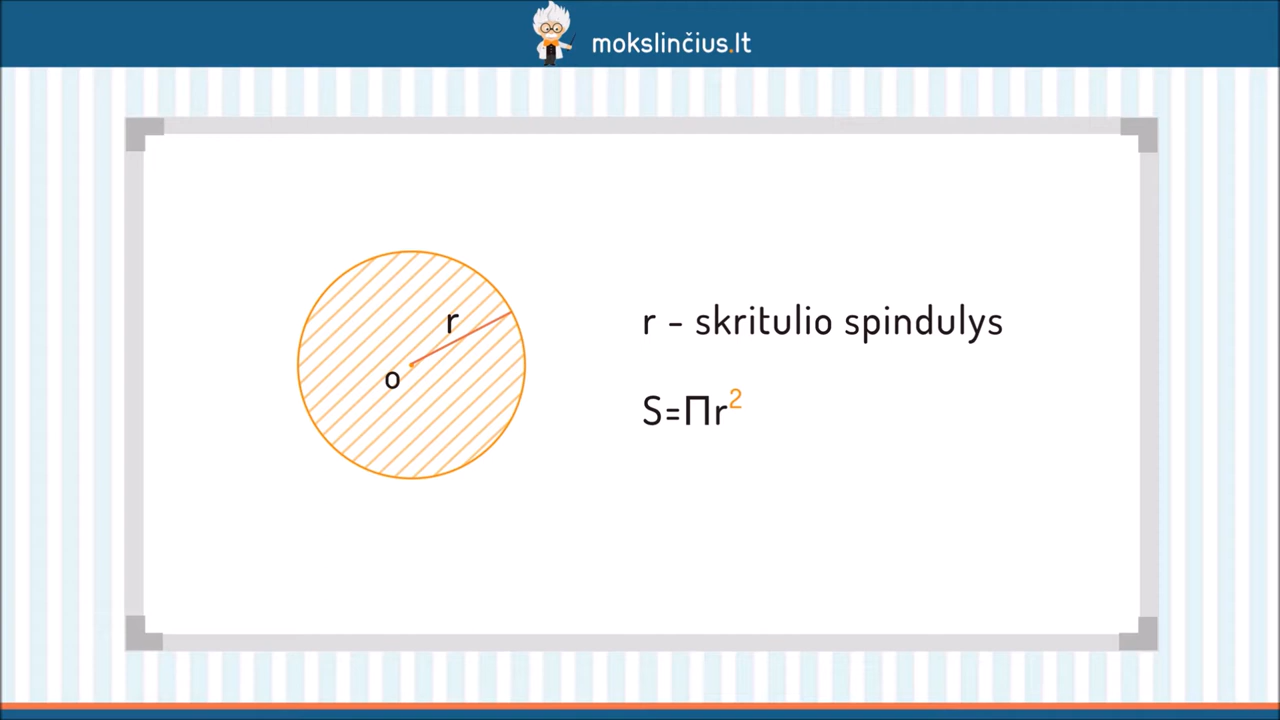 mokslinčius.lt
r
o
r - skritulio spindulys
S=Πr²